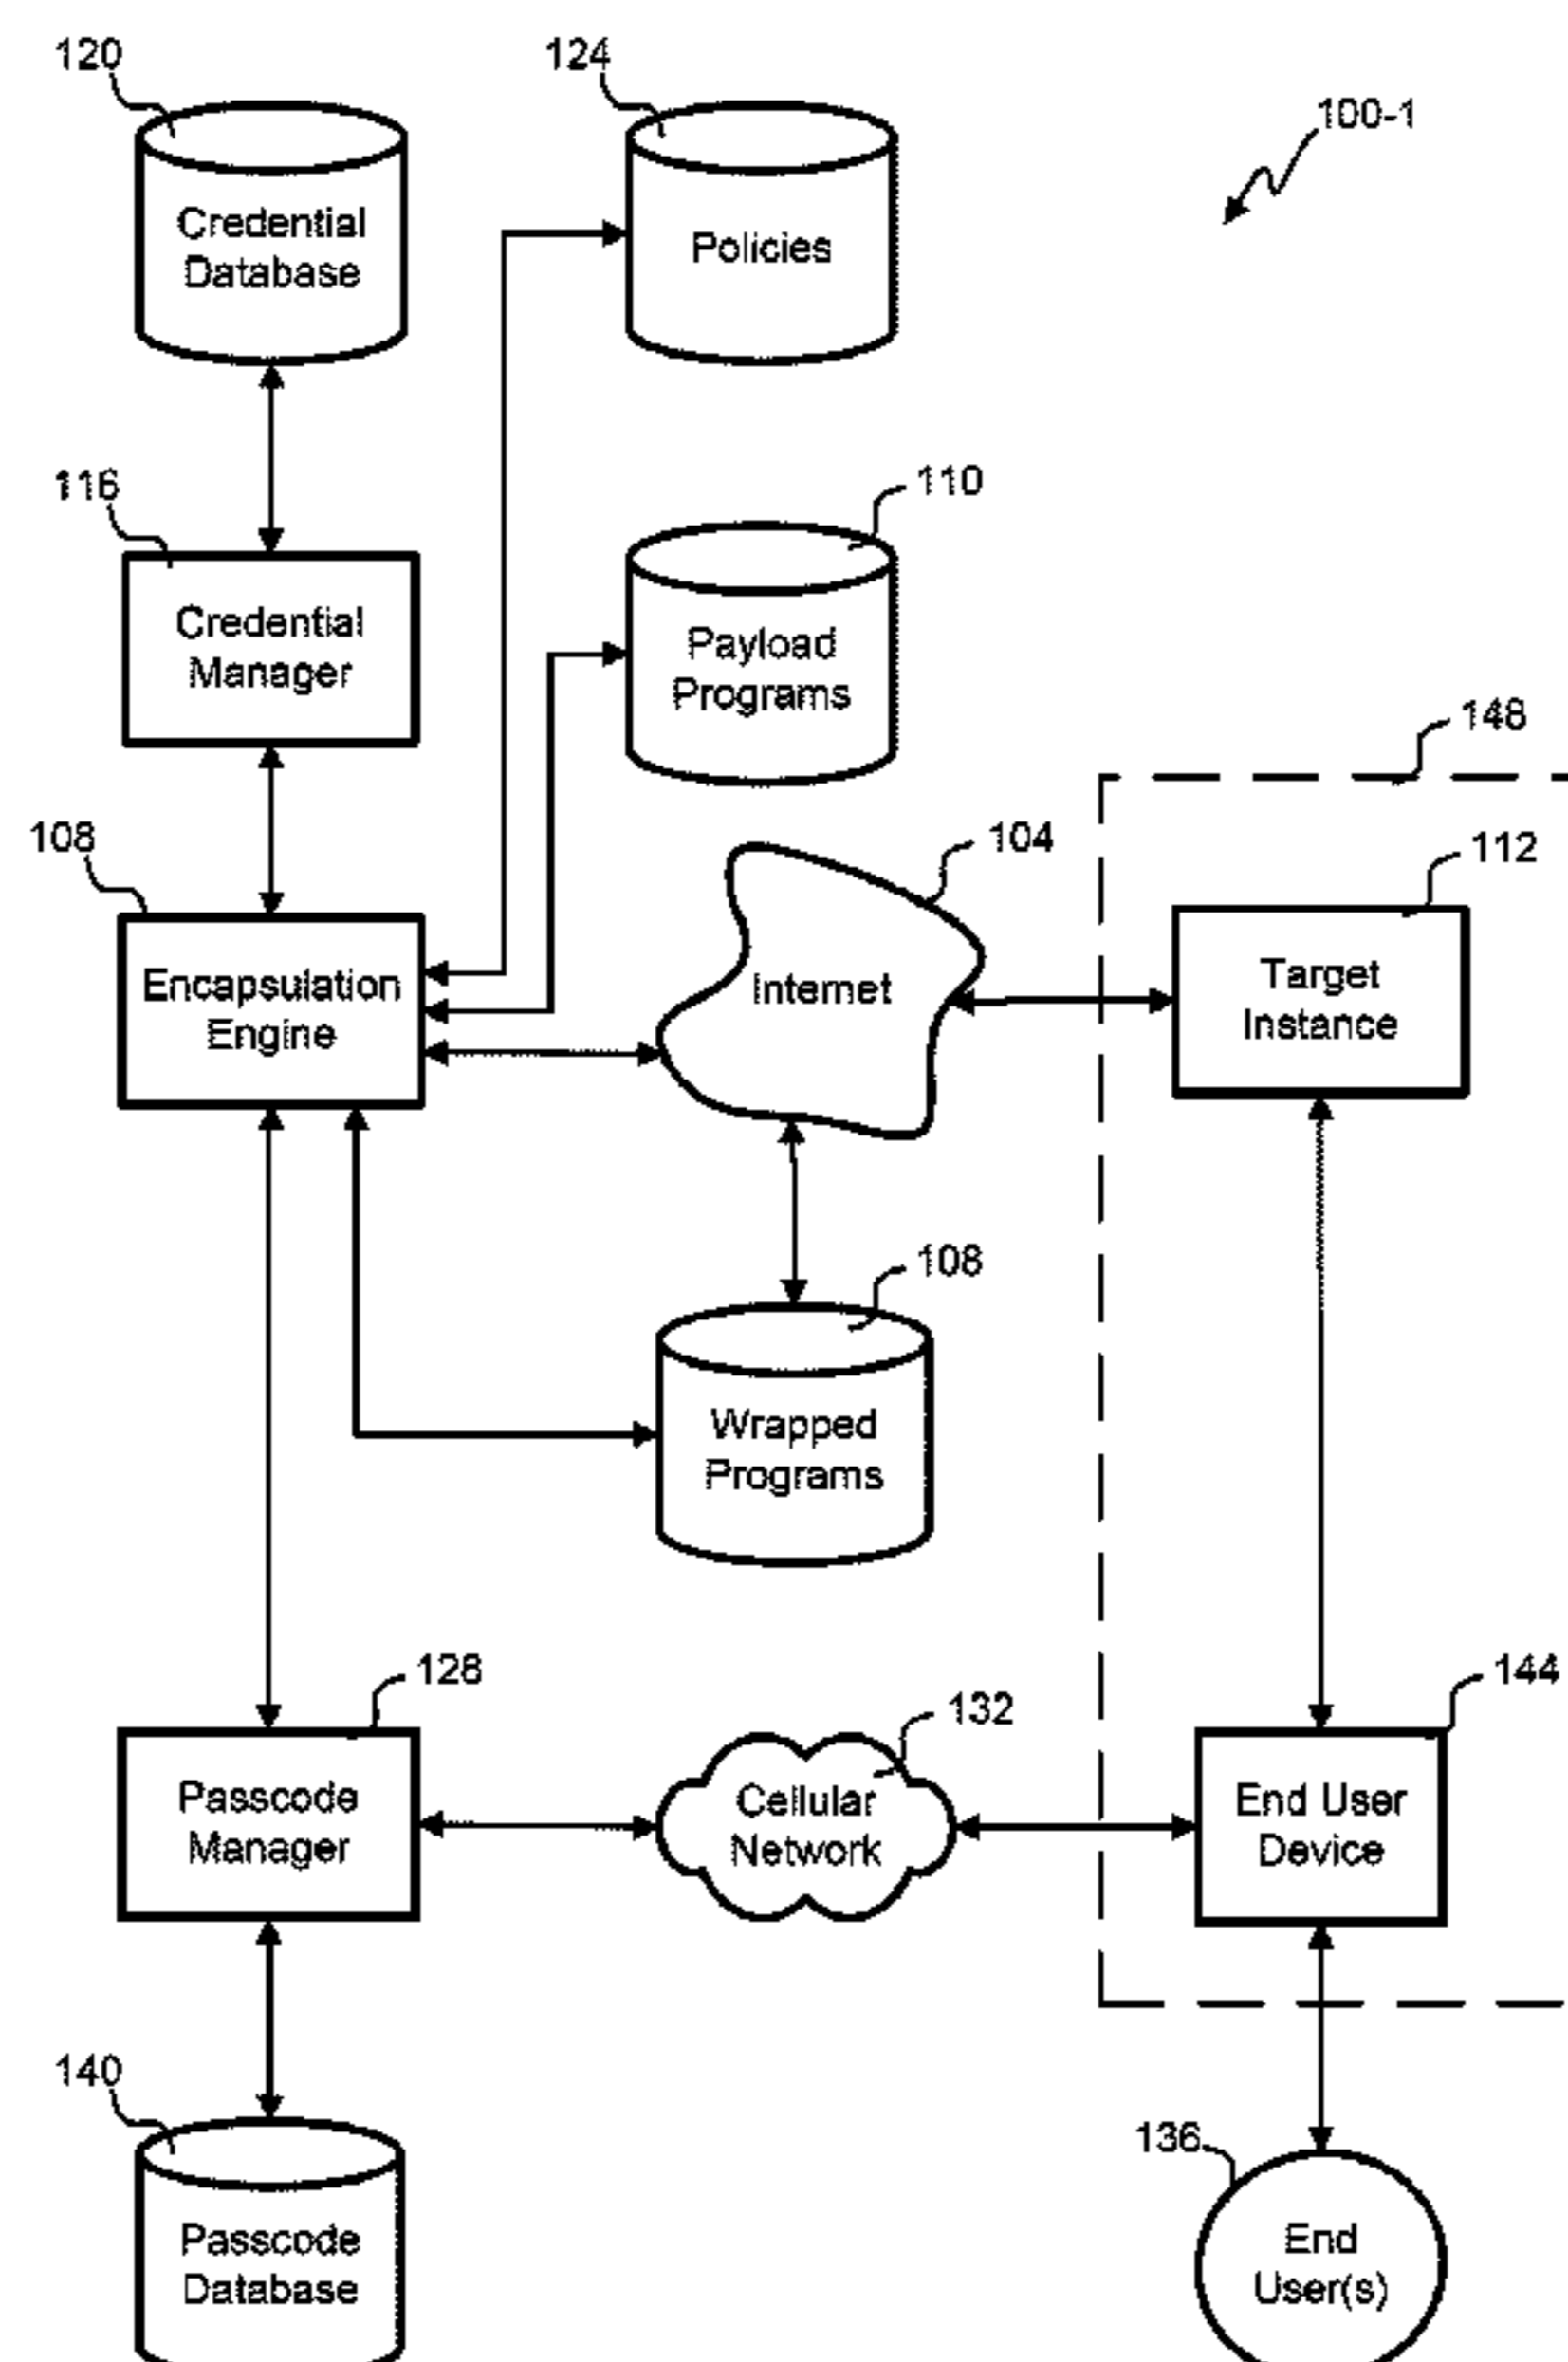 120
124
100-1
Credential
Database
Policies
116
110
Credential
Manager
Payload
Programs
148
108
104
112
Encapsulation
Engine
Internet
Target
Instance
108
Wrapped
Programs
128
132
144
Passcode
Manager
Cellular
Network
End User
Device
140
136
Passcode
Database
End
User(s)